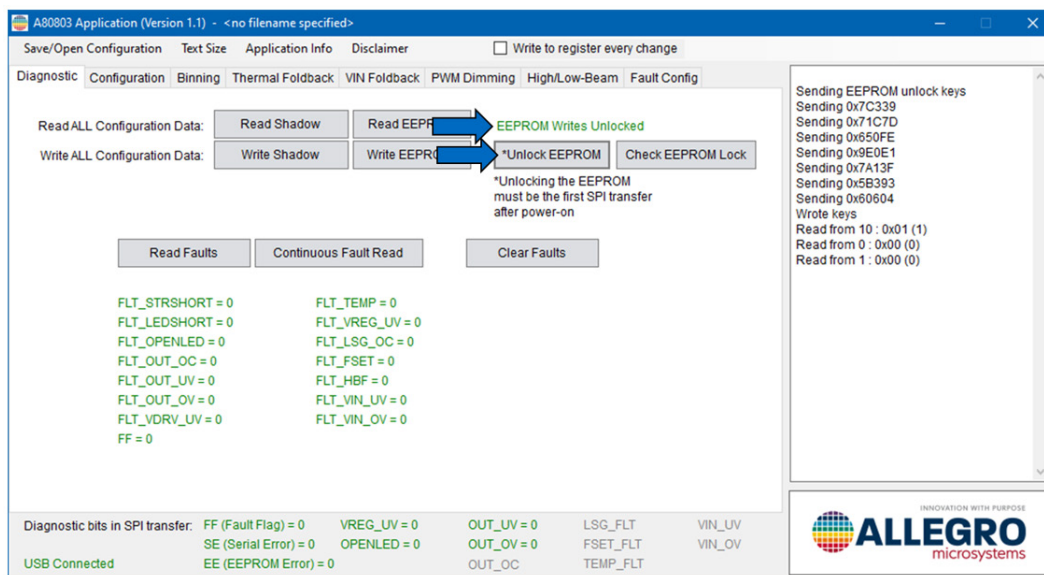 A80803 Application (Version 1.1) - <no filename specified>
Save/Open Configuration Text Size Application Info Disclaimer Write to register every change
Diagnostic Configuration Binning Thermal Foldback VIN Foldback PWM Dimming High/Low-Beam Fault Config
Read ALL Configuration Data: Read Shadow Read EEPR EEPROM Writes Unlocked
Write ALL Configuration Data: Write Shadow Write EEPRO *Unlock EEPROM Check EEPROM Lock
*Unlocking the EEPROM
must be the first SPI transfer
after power-on
Read Faults Continuous Fault Read Clear Faults
FLT_STRSHORT = 0 FLT_TEMP = 0
FLT_LEDSHORT = 0 FLT_VREG_UV = 0
FLT_OPENLED = 0 FLT_LSG_OC = 0
FLT_OUT_OC = 0 FLT_FSET = 0
FLT_OUT_UV = 0 FLT_HBF = 0
FLT_OUT_OV = 0 FLT_VIN_UV = 0
FLT_VDRV_UV = 0 FLT_VIN_OV = 0
FF = 0
Sending EEPROM unlock keys
Sending 0x7C339
Sending 0x71C7D
Sending 0x650FE
Sending 0x9E0E1
Sending 0x7A13F
Sending 0x5B393
Sending 0x60604
Wrote keys
Read from 10 : 0x01 (1)
Read from 0 : 0x00 (0)
Read from 1 : 0x00 (0)
Diagnostic bits in SPI transfer: FF (Fault Flag) = 0 VREG_UV = 0 OUT_UV = 0 LSG_FLT VIN_UV
SE (Serial Error) = 0 OPENLED = 0 OUT_OV = 0 FSET_FLT VIN_OV
USB Connected EE (EEPROM Error) = 0 OUT_OC TEMP_FLT
INNOVATION WITH PURPOSE
ALLEGRO
microsystems